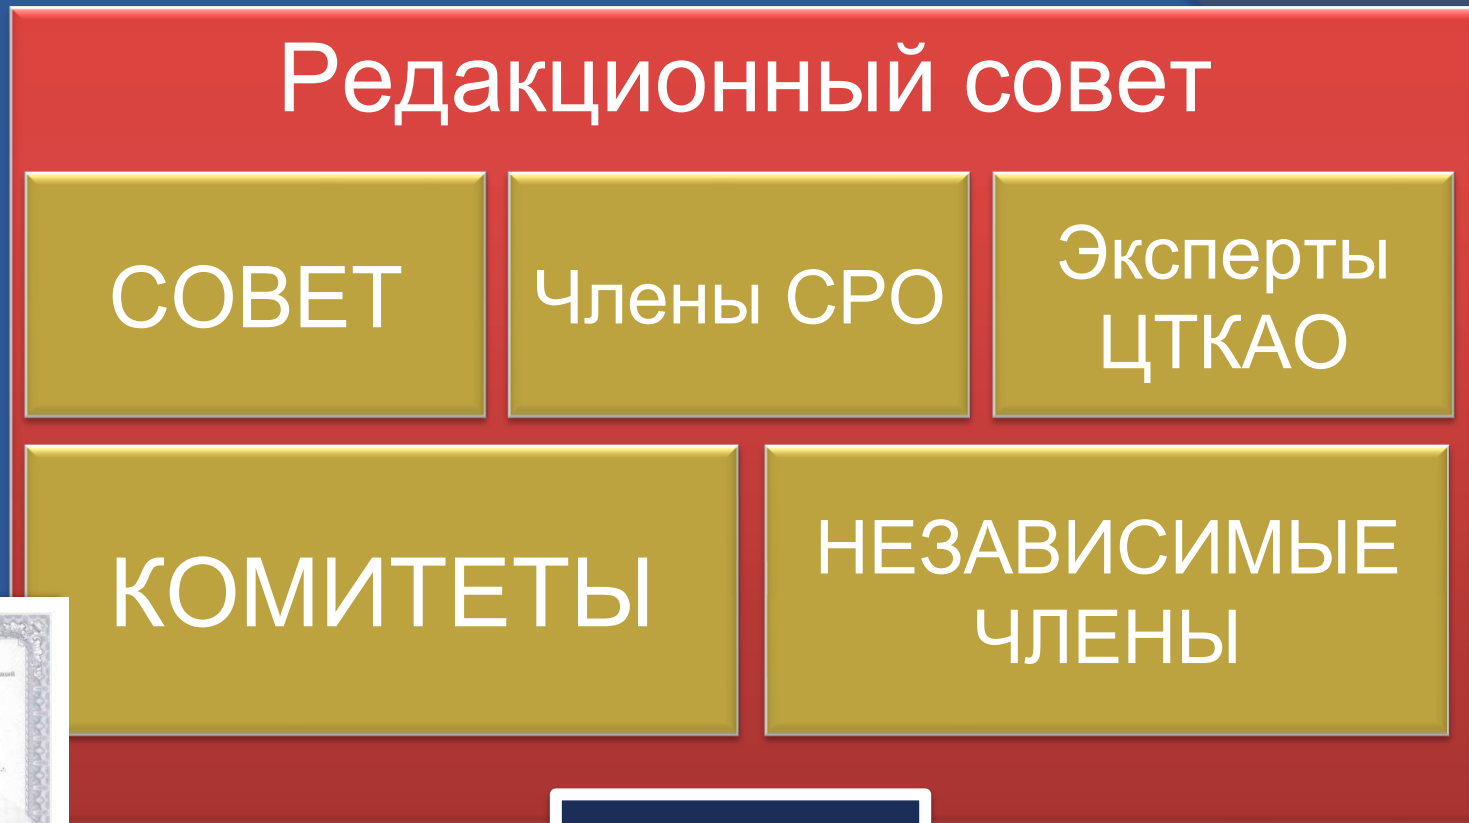 Редакционный совет
СОВЕТ
Члены СРО
Эксперты
ЦТКАО
КОМИТЕТЫ
НЕЗАВИСИМЫЕ
ЧЛЕНЫ